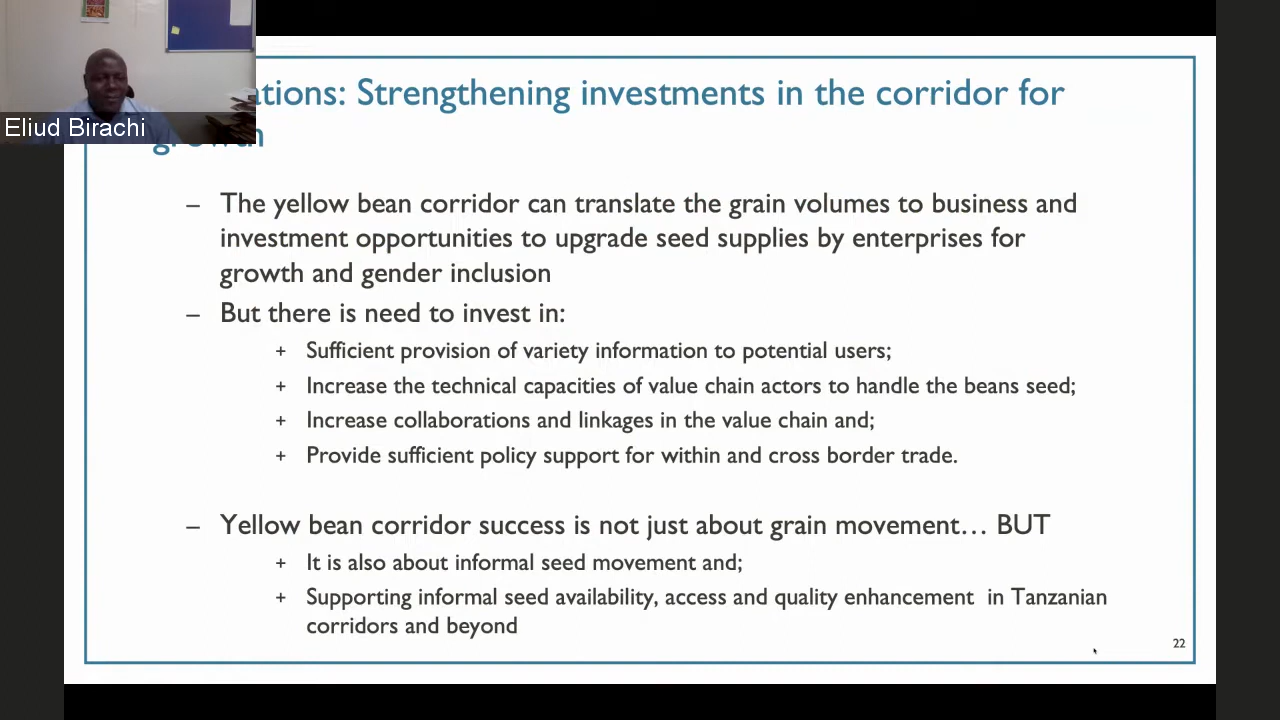 Eliud Birachi
ations: Strengthening investments in the corridor for
growth
– The yellow bean corridor can translate the grain volumes to business and
investment opportunities to upgrade seed supplies by enterprises for
growth and gender inclusion
– But there is need to invest in:
+ Sufficient provision of variety information to potential users;
+ Increase the technical capacities of value chain actors to handle the beans seed;
+ Increase collaborations and linkages in the value chain and;
+ Provide sufficient policy support for within and cross border trade.
– Yellow bean corridor success is not just about grain movement… BUT
+ It is also about informal seed movement and;
+ Supporting informal seed availability, access and quality enhancement in Tanzanian
corridors and beyond
22